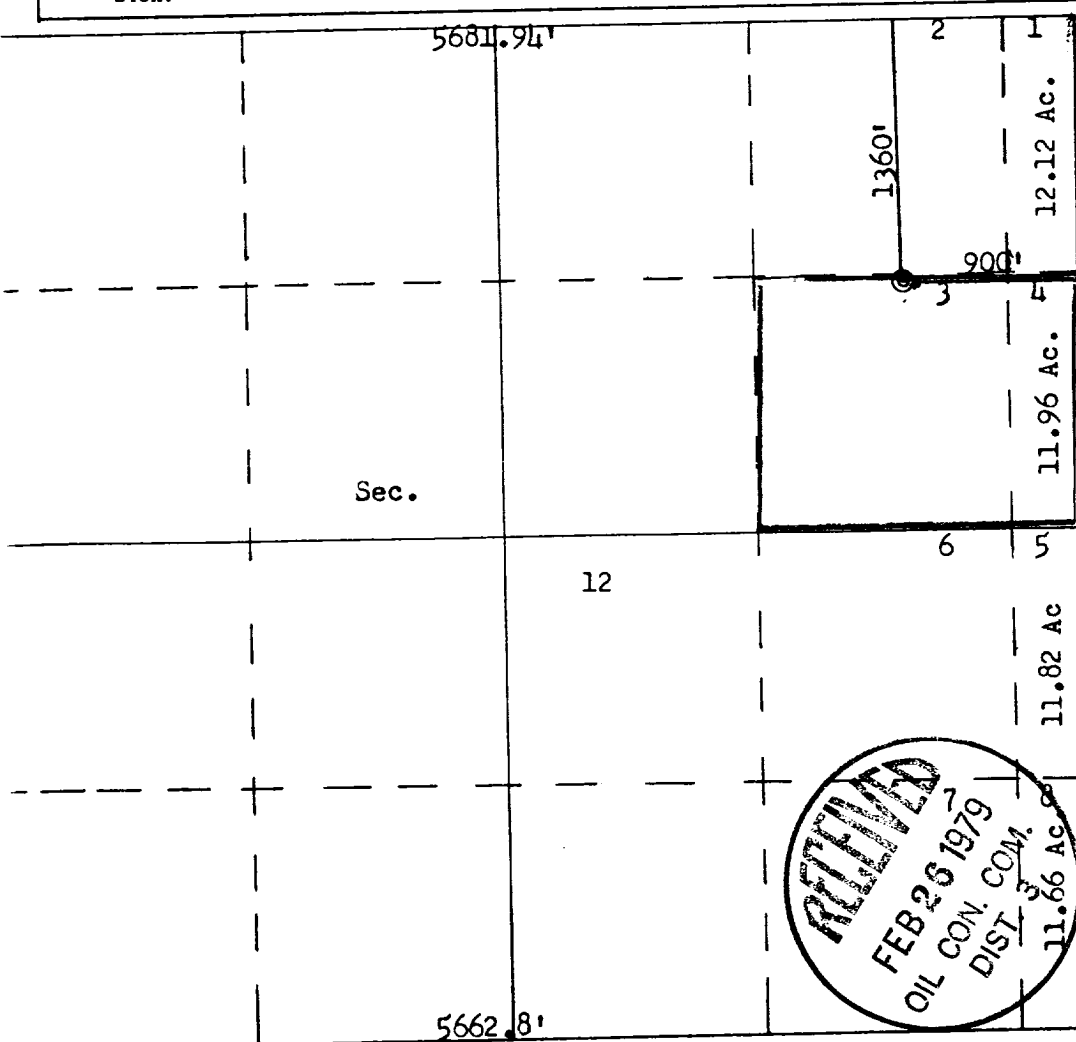 5681.94'
2
1
12.12 Ac.
1360'
900'
3
4
11.96 Ac.
Sec.
12
6
5
11.82 Ac
7
8
11.66 Ac.
RECEIVED
FEB 26 1979
OIL CON. COM.
DIST. 3
5662.8'